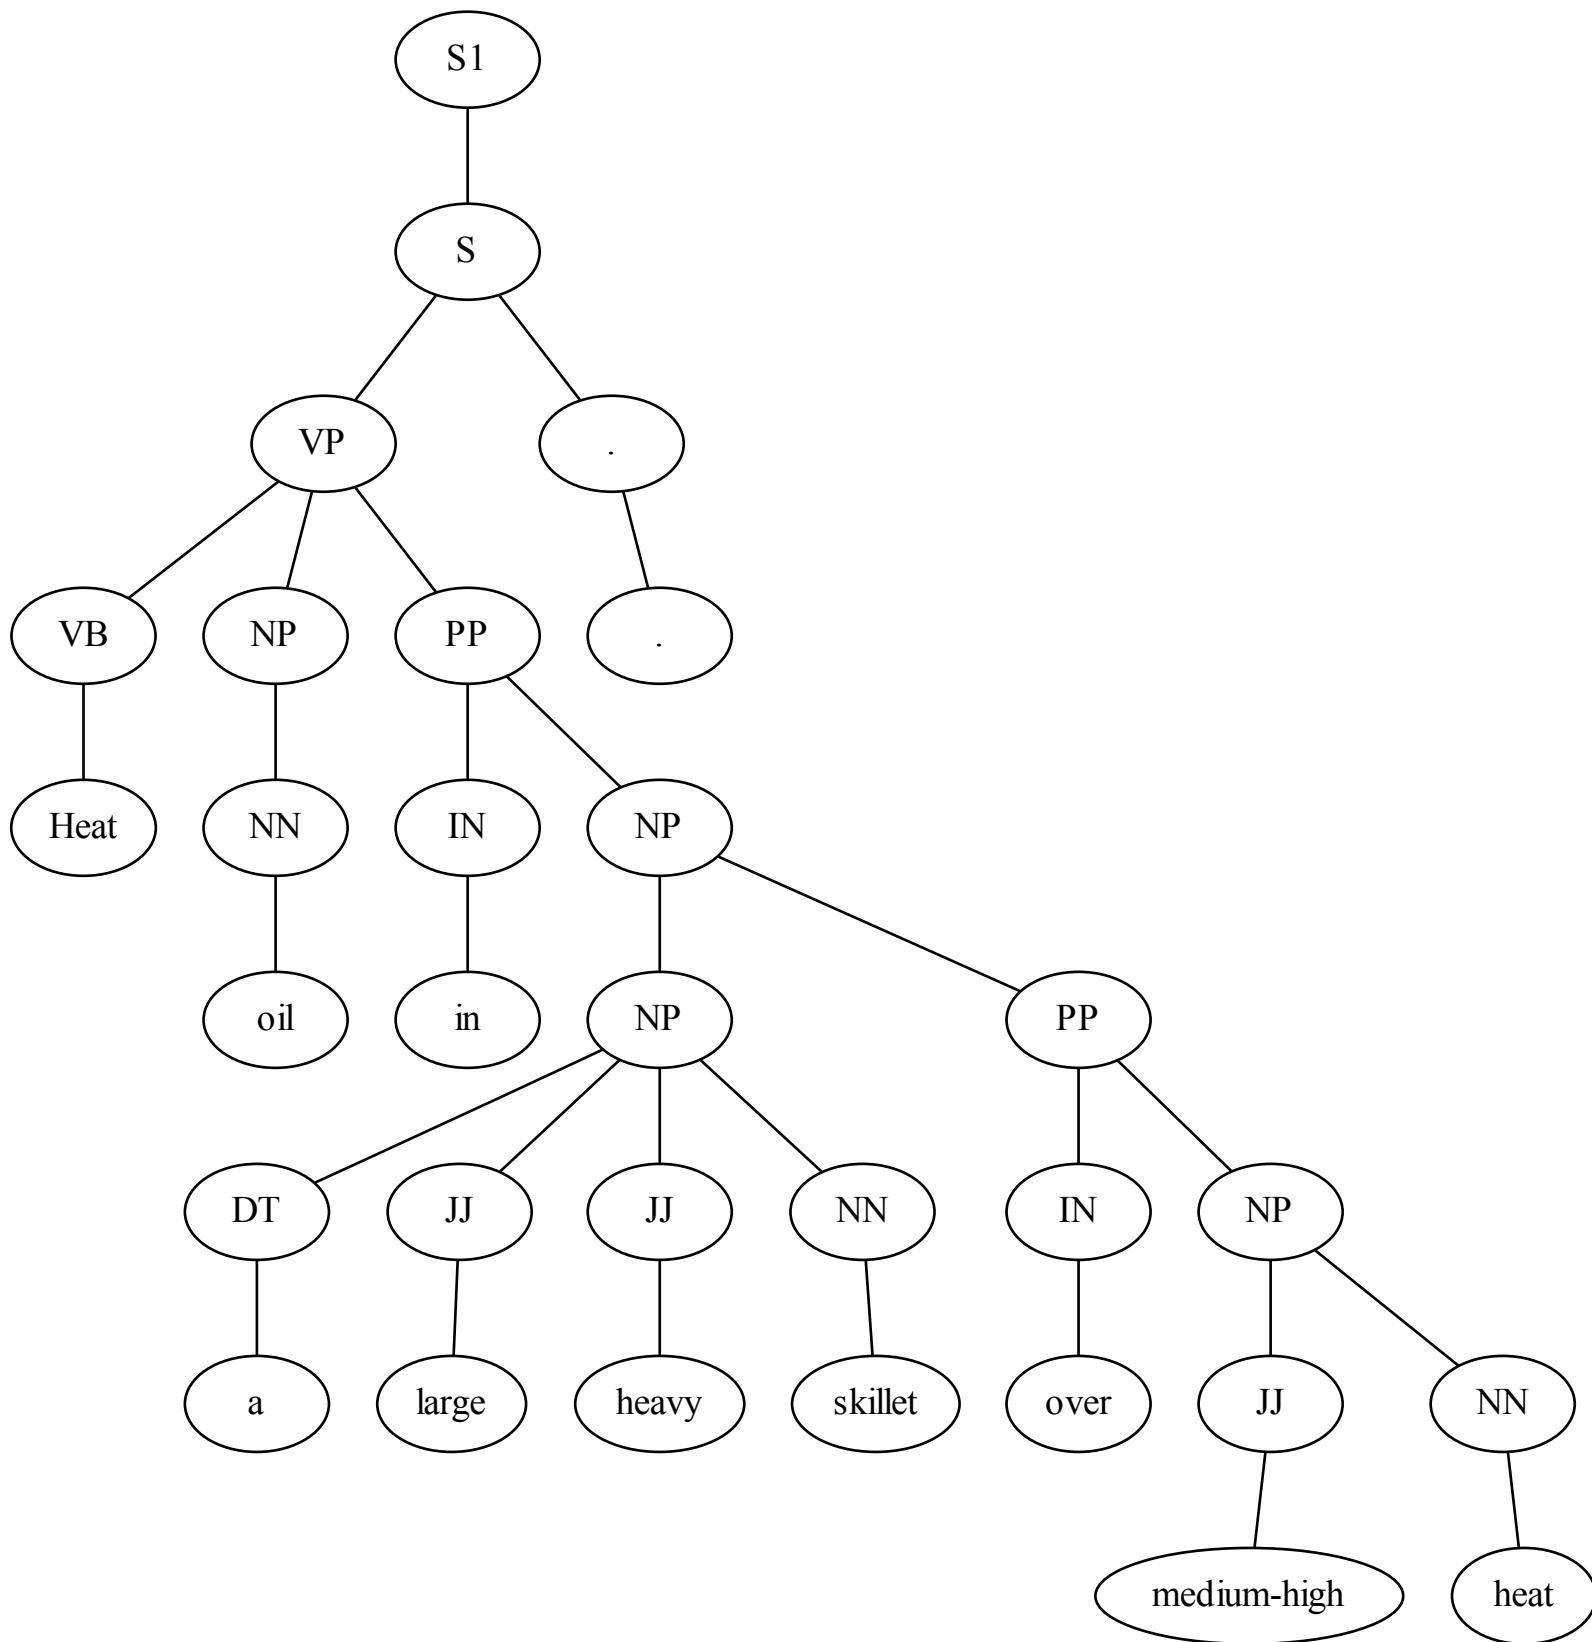 S1
S
VP .
VB NP PP .
Heat NN IN NP
oil in NP PP
DT JJ JJ NN IN NP
a large heavy skillet over JJ NN
medium-high heat